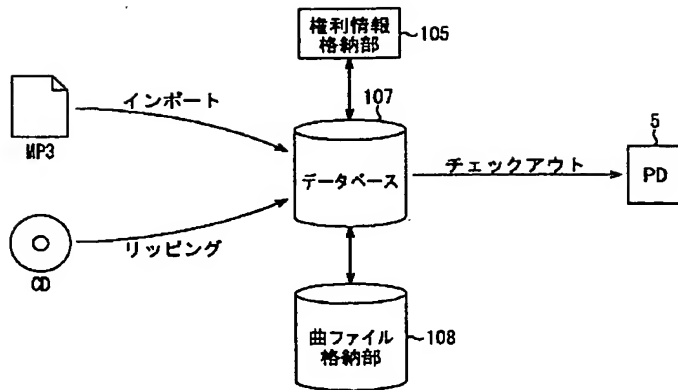 権利情報
格納部
105
インポート
107
MP3
データベース
チェックアウト
5
PD
リッピング
CD
曲ファイル
格納部
108